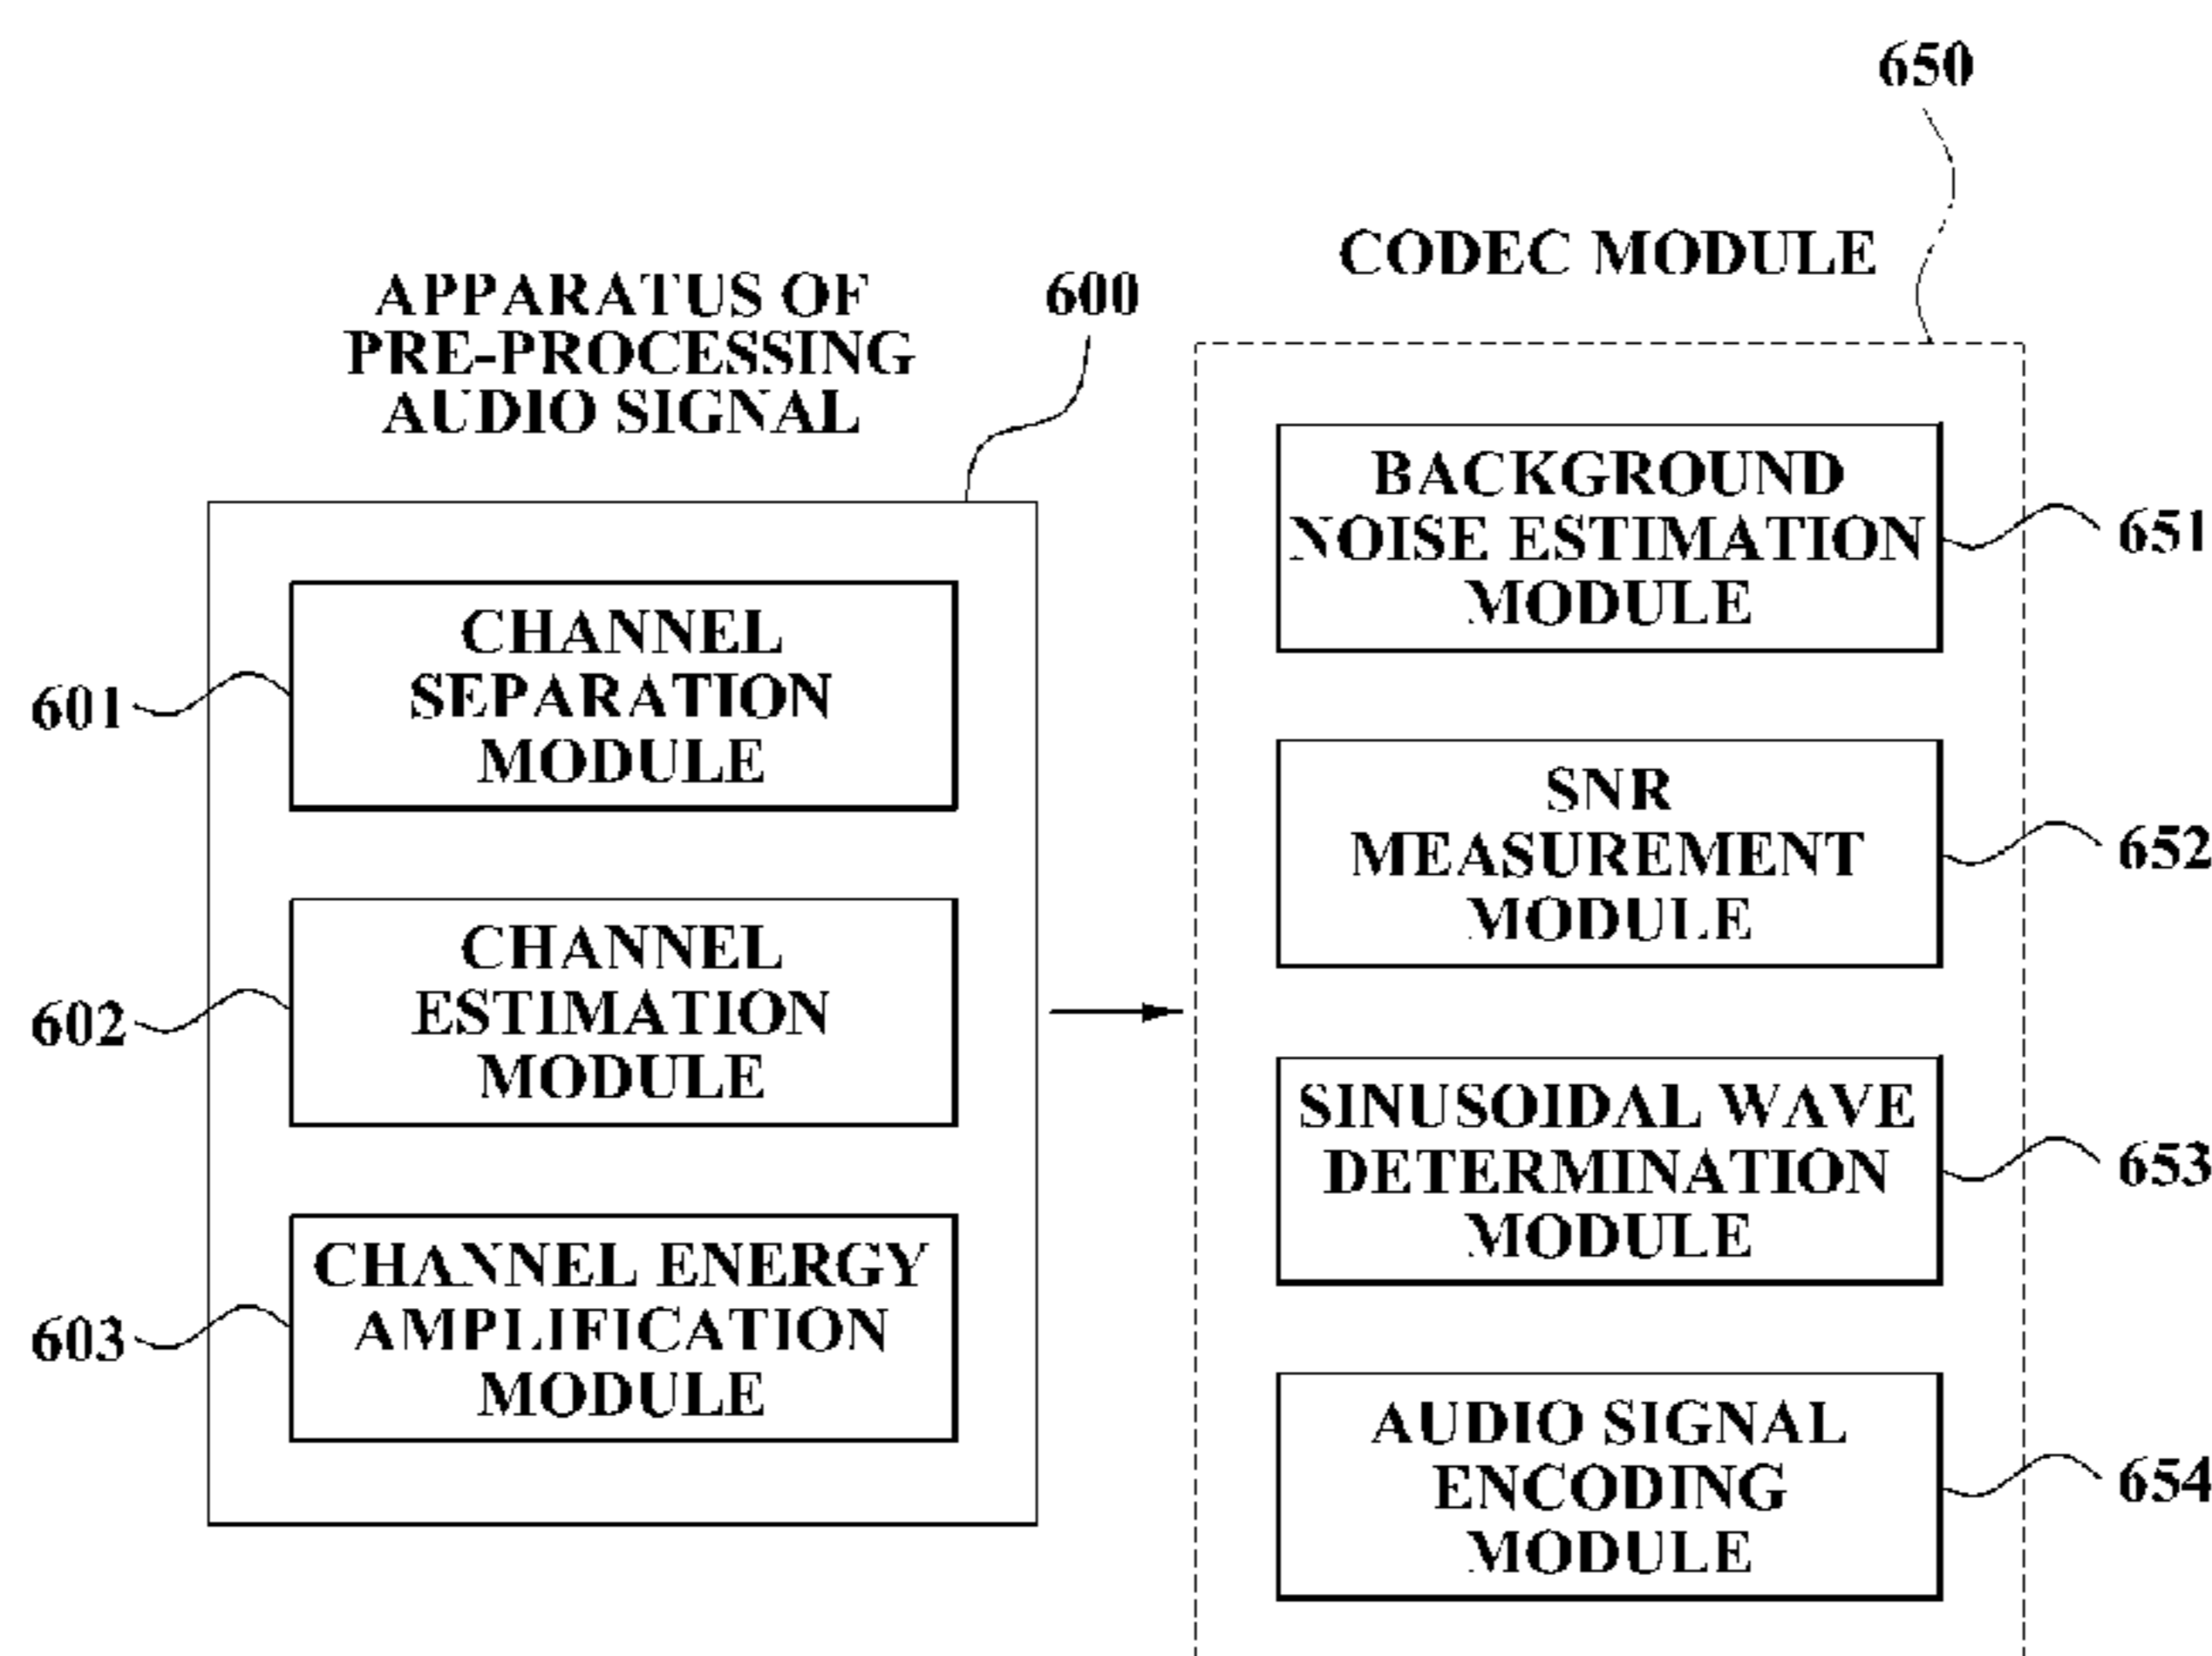 650
CODEC MODULE
APPARATUS OF
PRE-PROCESSING
AUDIO SIGNAL
600
CHANNEL
SEPARATION
MODULE
601
CHANNEL
ESTIMATION
MODULE
602
CHANNEL ENERGY
AMPLIFICATION
MODULE
603
BACKGROUND
NOISE ESTIMATION
MODULE
651
SNR
MEASUREMENT
MODULE
652
SINUSOIDAL WAVE
DETERMINATION
MODULE
653
AUDIO SIGNAL
ENCODING
MODULE
654